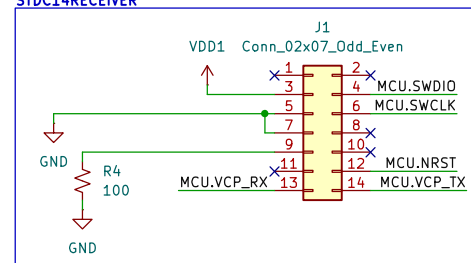 STDC14RECEIVER
J1
VDD1 Conn_02x07_Odd_Even
1 2
3 4 MCU.SWDIO
5 6 MCU.SWCLK
7 8
GND 9 10
R4 11 12 MCU.NRST
100 MCU.VCP_RX 13 14 MCU.VCP_TX
GND